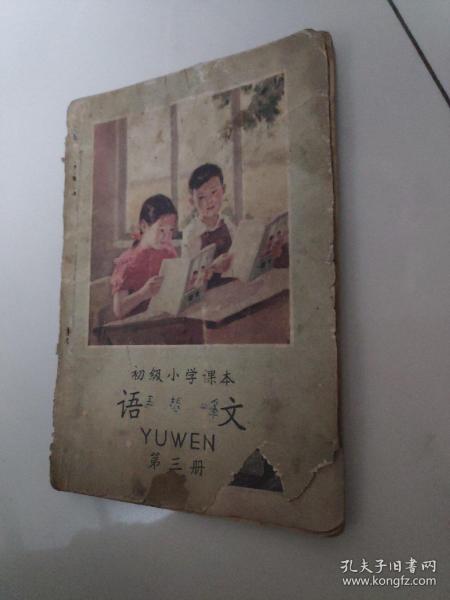 初级小学课本
语文
YUWEN
第三册
孔夫子旧书网
www.kongfz.com